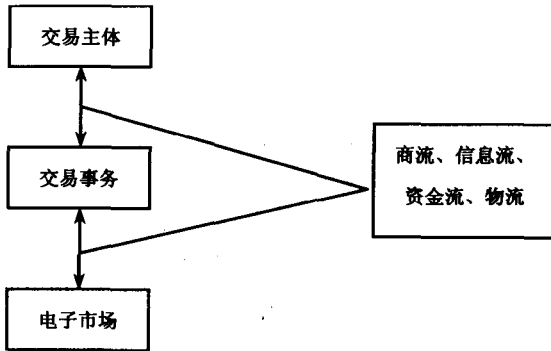 交易主体
交易事务
商流、信息流、
资金流、物流
电子市场